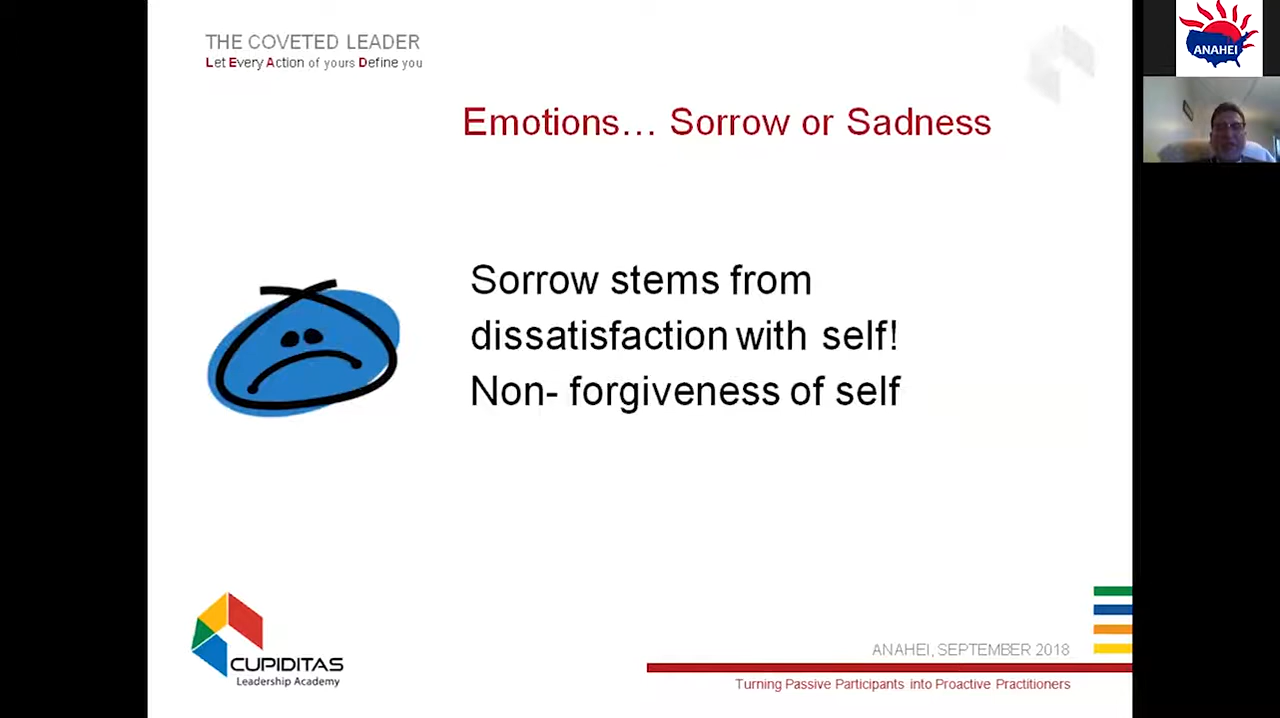 THE COVETED LEADER
Let Every Action of yours Define you
ANAHEI
Emotions… Sorrow or Sadness
Sorrow stems from
dissatisfaction with self!
Non- forgiveness of self
CUPIDITAS
Leadership Academy
ANAHEI, SEPTEMBER 2018
Turning Passive Participants into Proactive Practitioners